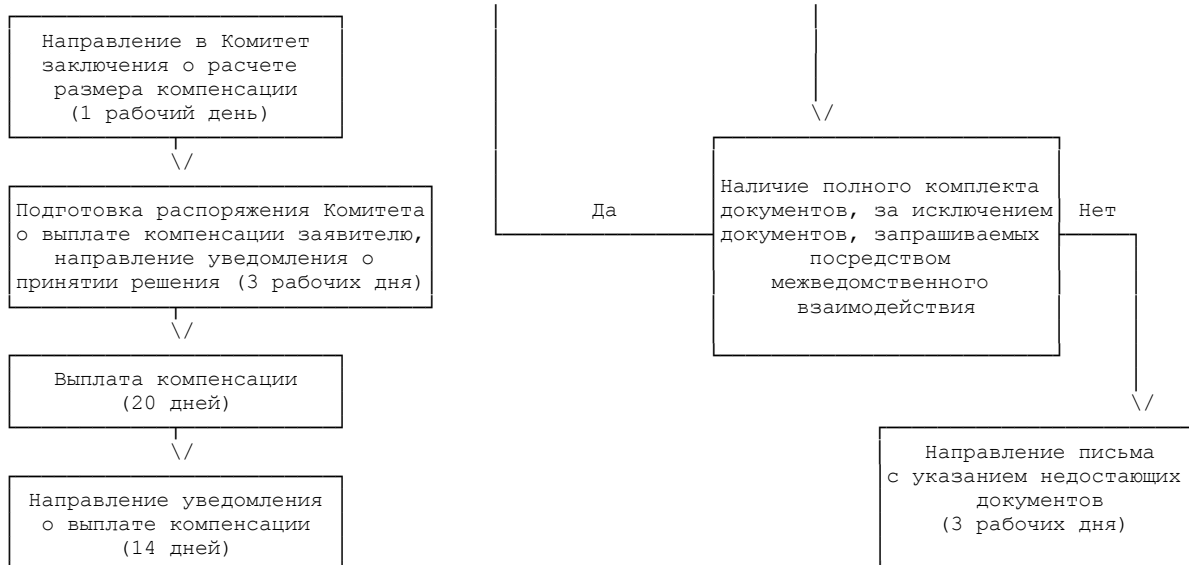 Направление в Комитет
заключения о расчете
размера компенсации
(1 рабочий день)
\/
Подготовка распоряжения Комитета
о выплате компенсации заявителю,
направление уведомления о
принятии решения (3 рабочих дня)
\/
Выплата компенсации
(20 дней)
\/
Направление уведомления
о выплате компенсации
(14 дней)
\/
Да
Наличие полного комплекта
документов, за исключением
документов, запрашиваемых
посредством
межведомственного
взаимодействия
Нет
\/
Направление письма
с указанием недостающих
документов
(3 рабочих дня)